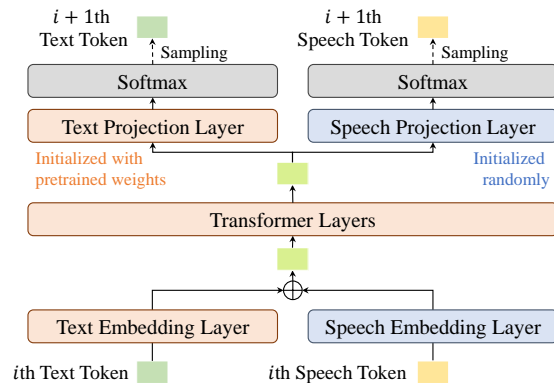 i + 1th
Text Token
i + 1th
Speech Token
Sampling
Sampling
Softmax
Softmax
Text Projection Layer
Speech Projection Layer
Initialized with
pretrained weights
Initialized
randomly
Transformer Layers
Text Embedding Layer
Speech Embedding Layer
ith Text Token
ith Speech Token